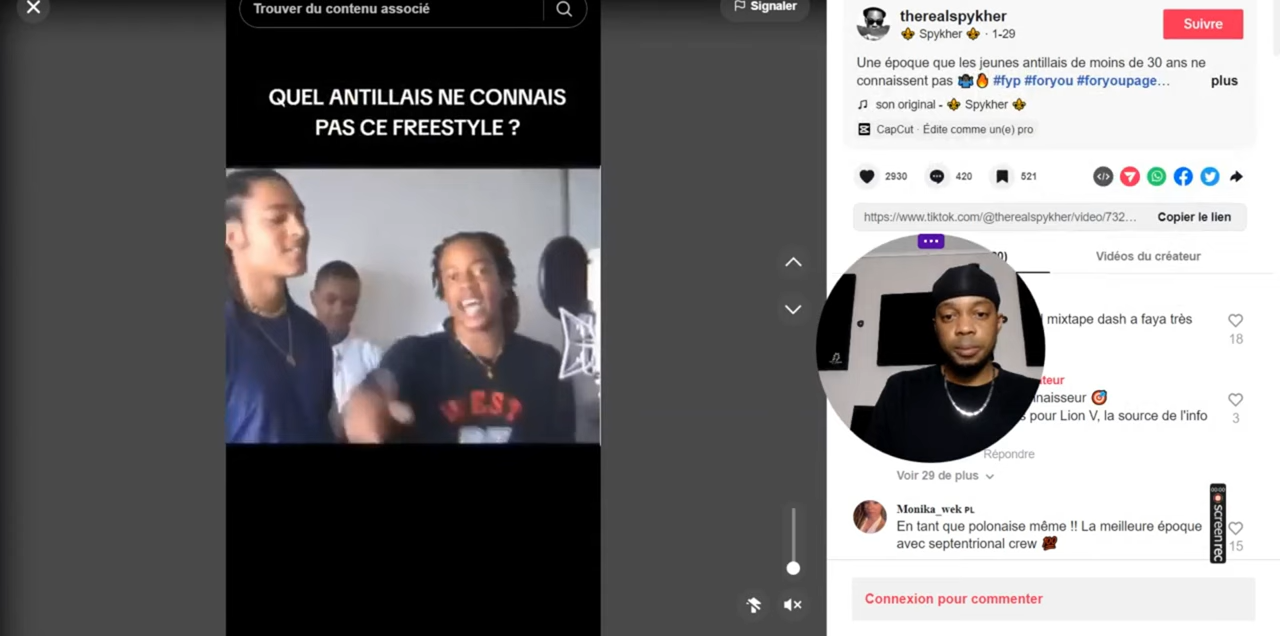 Trouver du contenu associé
Signaler
QUEL ANTILLAIS NE CONNAIS
PAS CE FREESTYLE ?
WEST
therealspykher
Spykher · 1-29
Suivre
Une époque que les jeunes antillais de moins de 30 ans ne
connaissent pas #fyp #foryou #foryoupage… plus
son original - Spykher
CapCut · Édite comme un(e) pro
2930
420
521
https://www.tiktok.com/@therealspykher/video/732...
Copier le lien
0)
Vidéos du créateur
mixtape dash a faya très
18
ateur
nnaisseur
pour Lion V, la source de l'info
3
Répondre
Voir 29 de plus
Monika_wek PL
En tant que polonaise même !! La meilleure époque
avec septentrional crew
15
screenrec
Connexion pour commenter